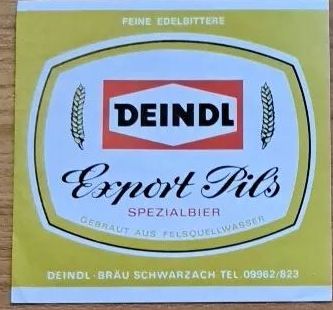 FEINE EDELBITTERE
DEINDL
Export Pils
SPEZIALBIER
GEBRAUT AUS FELSQUELLWASSER
DEINDL-BRÄU SCHWARZACH TEL. 09962/823